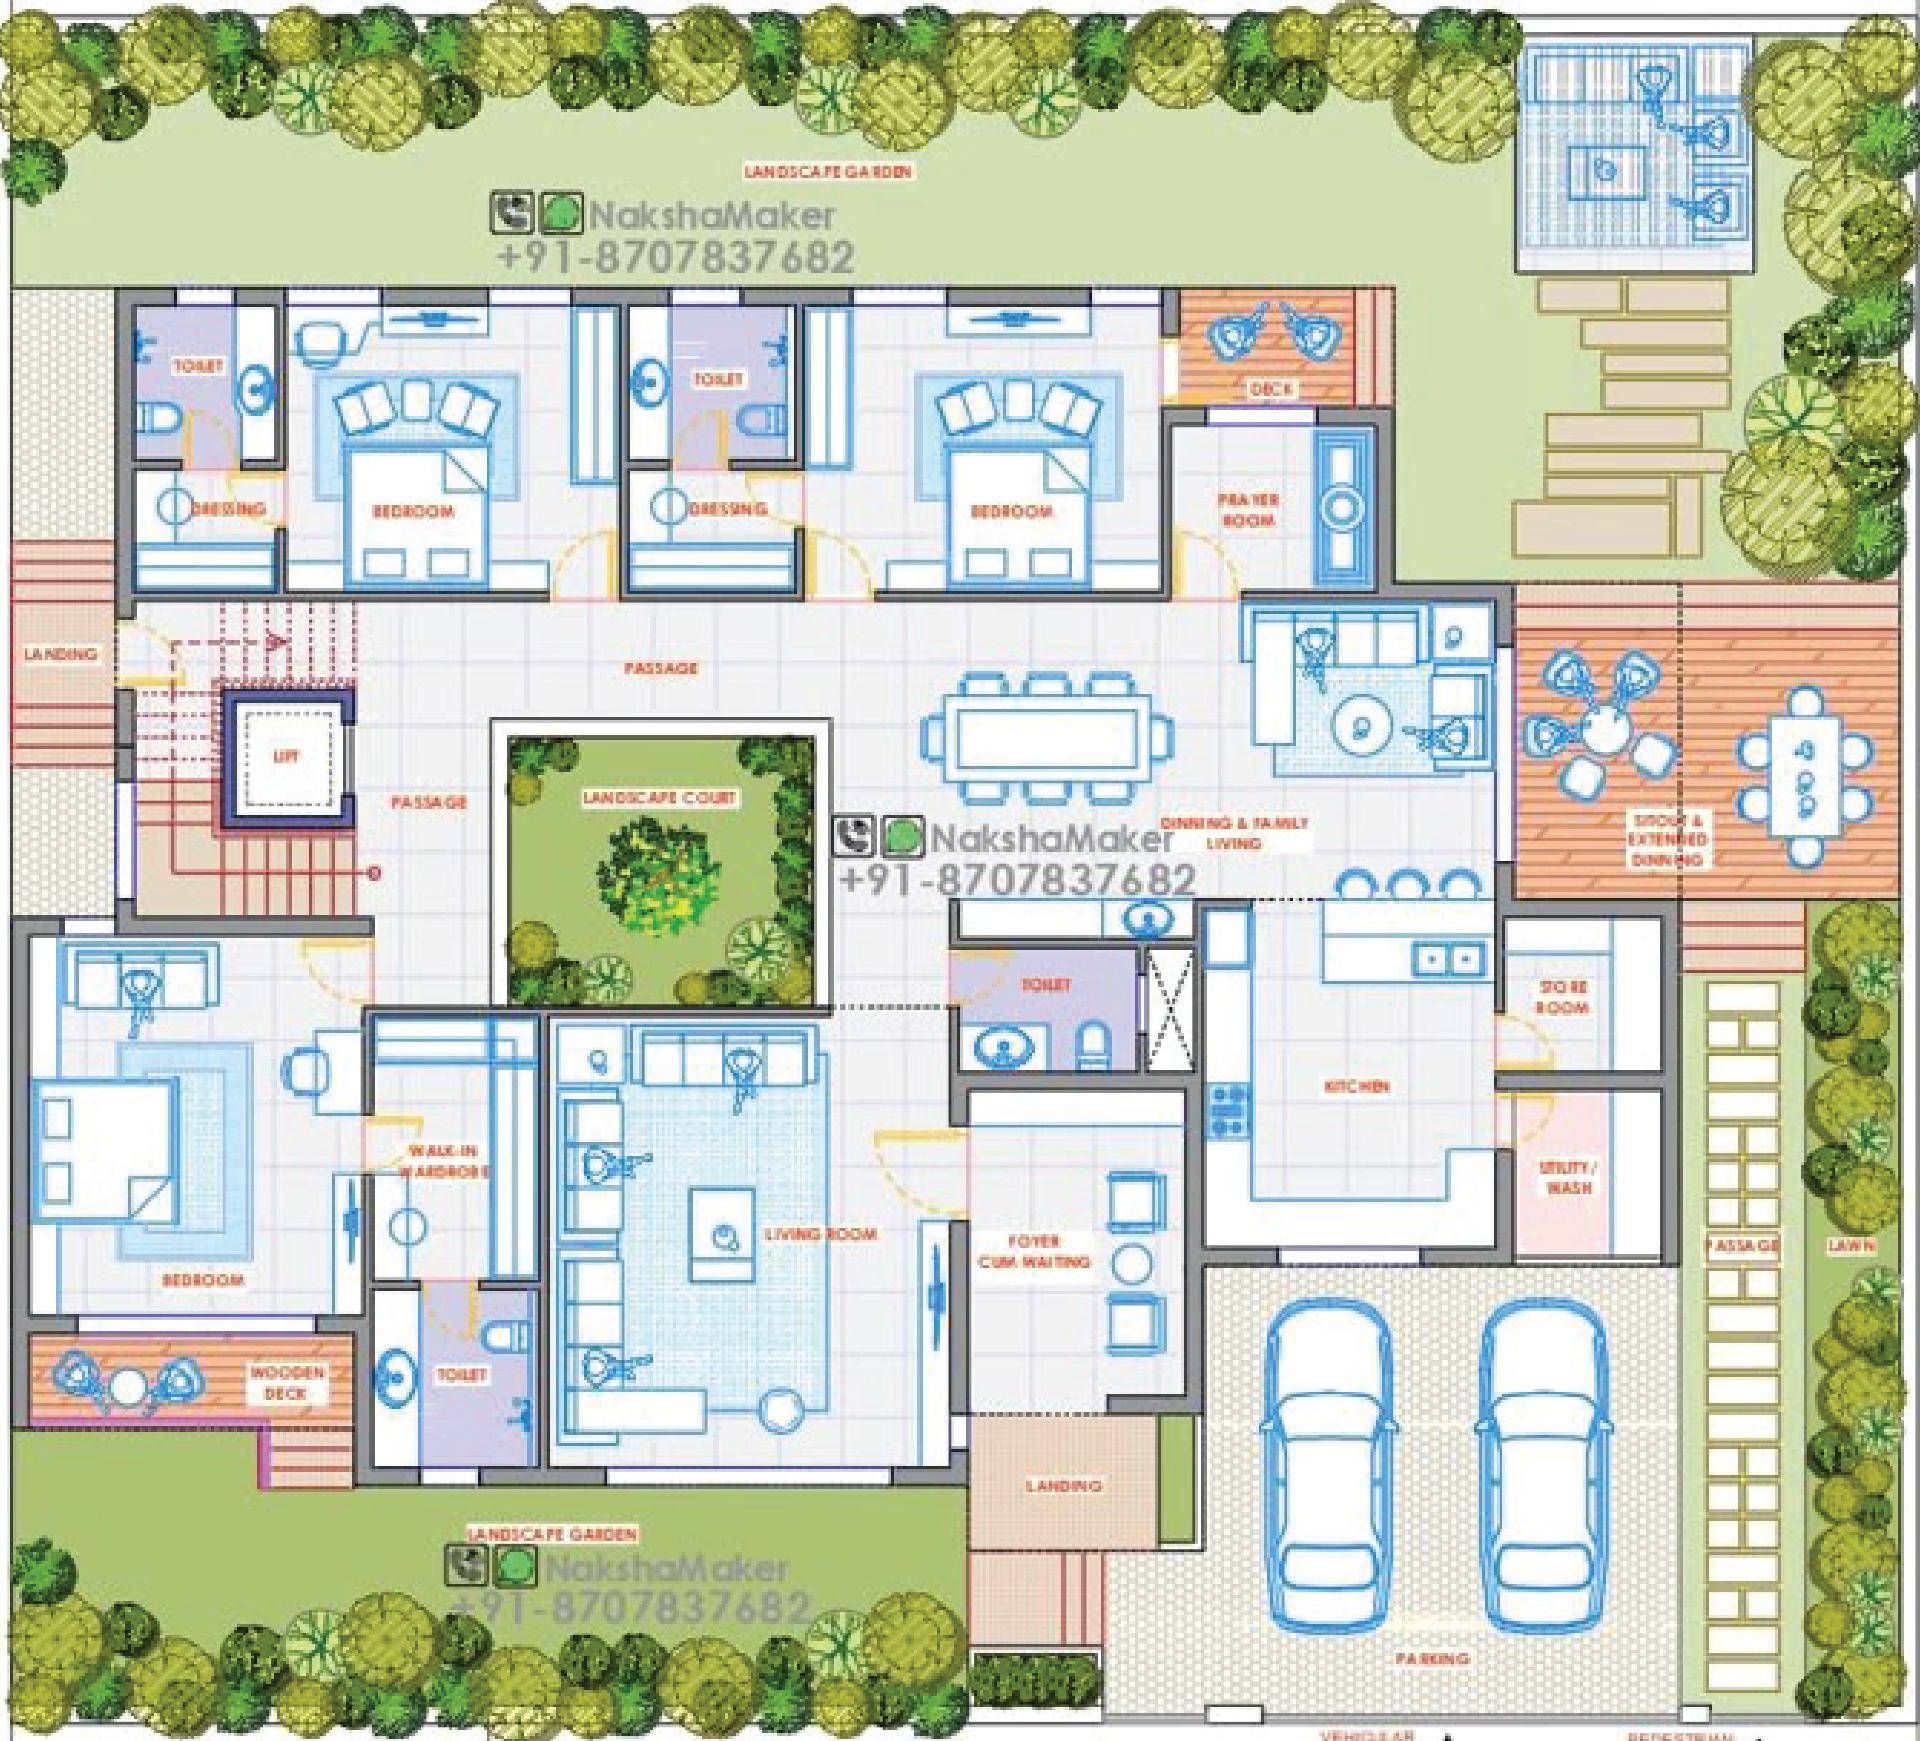 LANDSCAPE GARDEN
NakshaMaker
+91-8707837682
TOILET
TOILET
DECK
DRESSING
BEDROOM
DRESSING
BEDROOM
PRAYER
ROOM
LANDING
PASSAGE
LIFT
PASSAGE
LANDSCAPE COURT
DINNING & FAMILY
LIVING
NakshaMaker
+91-8707837682
SITOUT &
EXTENDED
DINNING
TOILET
STORE
ROOM
KITCHEN
WALK-IN
WARDROBE
UTILITY/
WASH
LIVING ROOM
FOYER
CUM WAITING
PASSAGE
LAWN
BEDROOM
WOODEN
DECK
TOILET
LANDING
LANDSCAPE GARDEN
NakshaMaker
+91-8707837682
PARKING
VEHICULAR
PEDESTRIAN